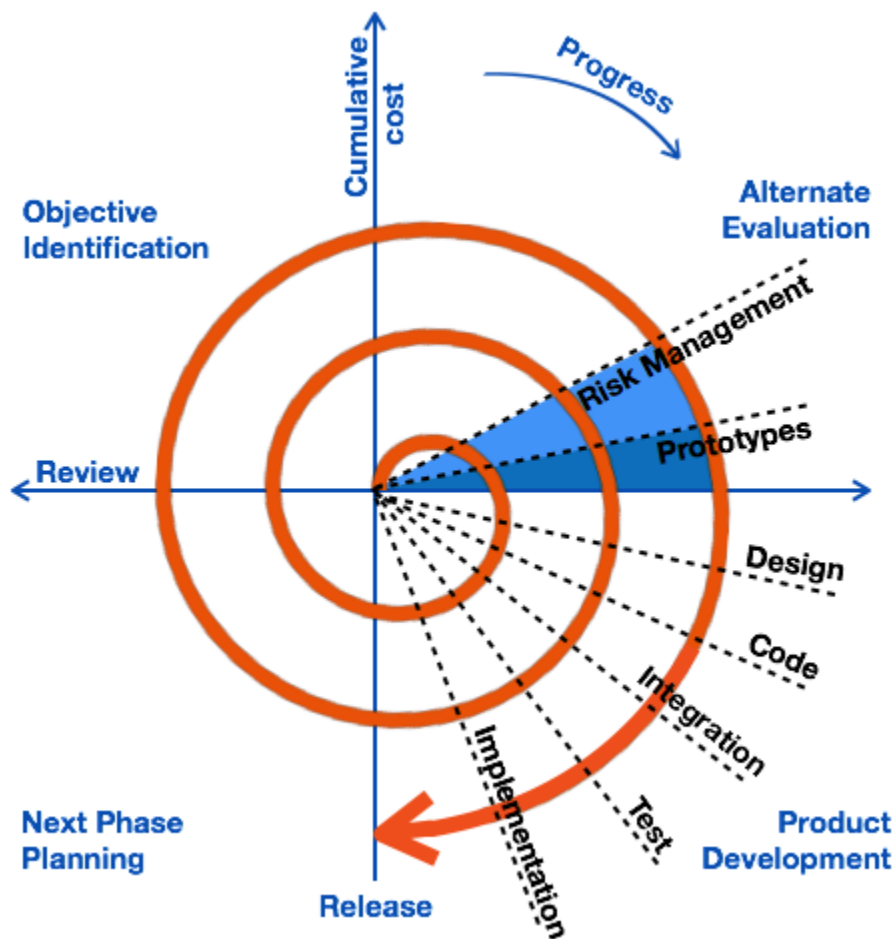 Cumulative
cost
Progress
Objective
Identification
Alternate
Evaluation
Risk Management
Prototypes
Review
Design
Code
Integration
Test
Implementation
Next Phase
Planning
Product
Development
Release